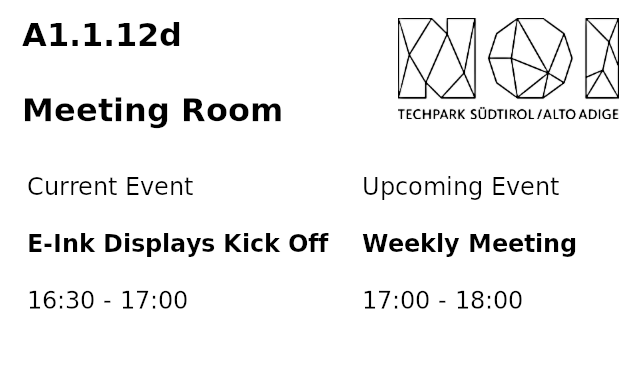 A1.1.12d
NOI
TECHPARK SÜDTIROL/ALTO ADIGE
Meeting Room
Current Event
E-Ink Displays Kick Off
16:30 - 17:00
Upcoming Event
Weekly Meeting
17:00 - 18:00